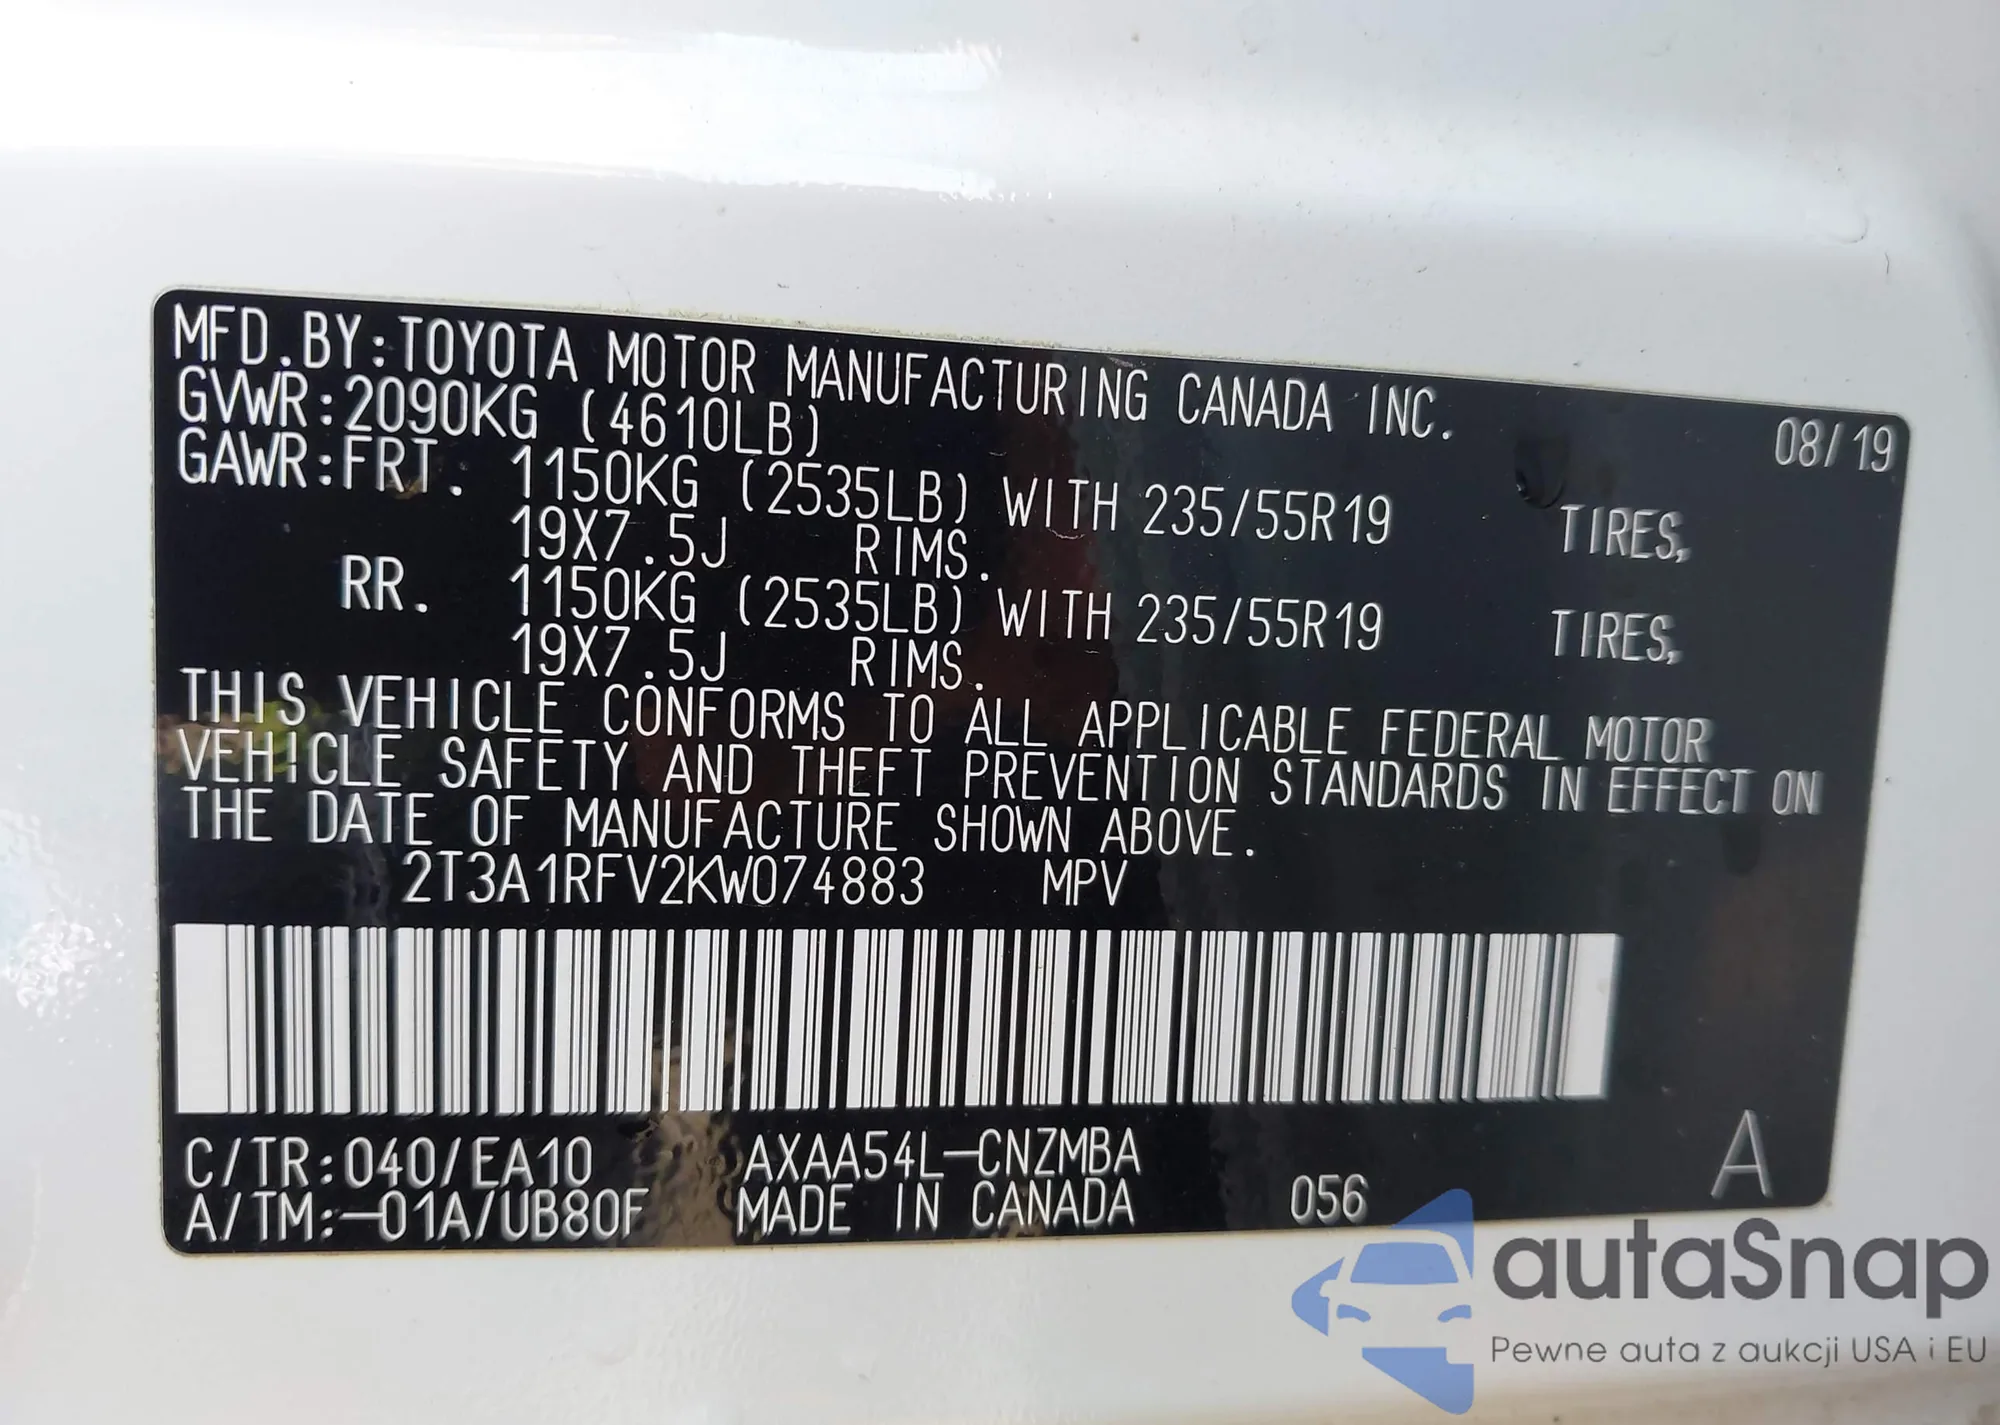 MFD.BY:TOYOTA MOTOR MANUFACTURING CANADA INC. 08/19
GVWR:2090KG (4610LB)
GAWR:FRT. 1150KG (2535LB) WITH 235/55R19 TIRES,
19X7.5J RIMS.
RR. 1150KG (2535LB) WITH 235/55R19 TIRES,
19X7.5J RIMS.
THIS VEHICLE CONFORMS TO ALL APPLICABLE FEDERAL MOTOR
VEHICLE SAFETY AND THEFT PREVENTION STANDARDS IN EFFECT ON
THE DATE OF MANUFACTURE SHOWN ABOVE.
2T3A1RFV2KW074883 MPV
C/TR:040/EA10 AXAA54L-CNZMBA A
A/TM:-01A/UB80F MADE IN CANADA 056
autaSnap
Pewne auta z aukcji USA i EU